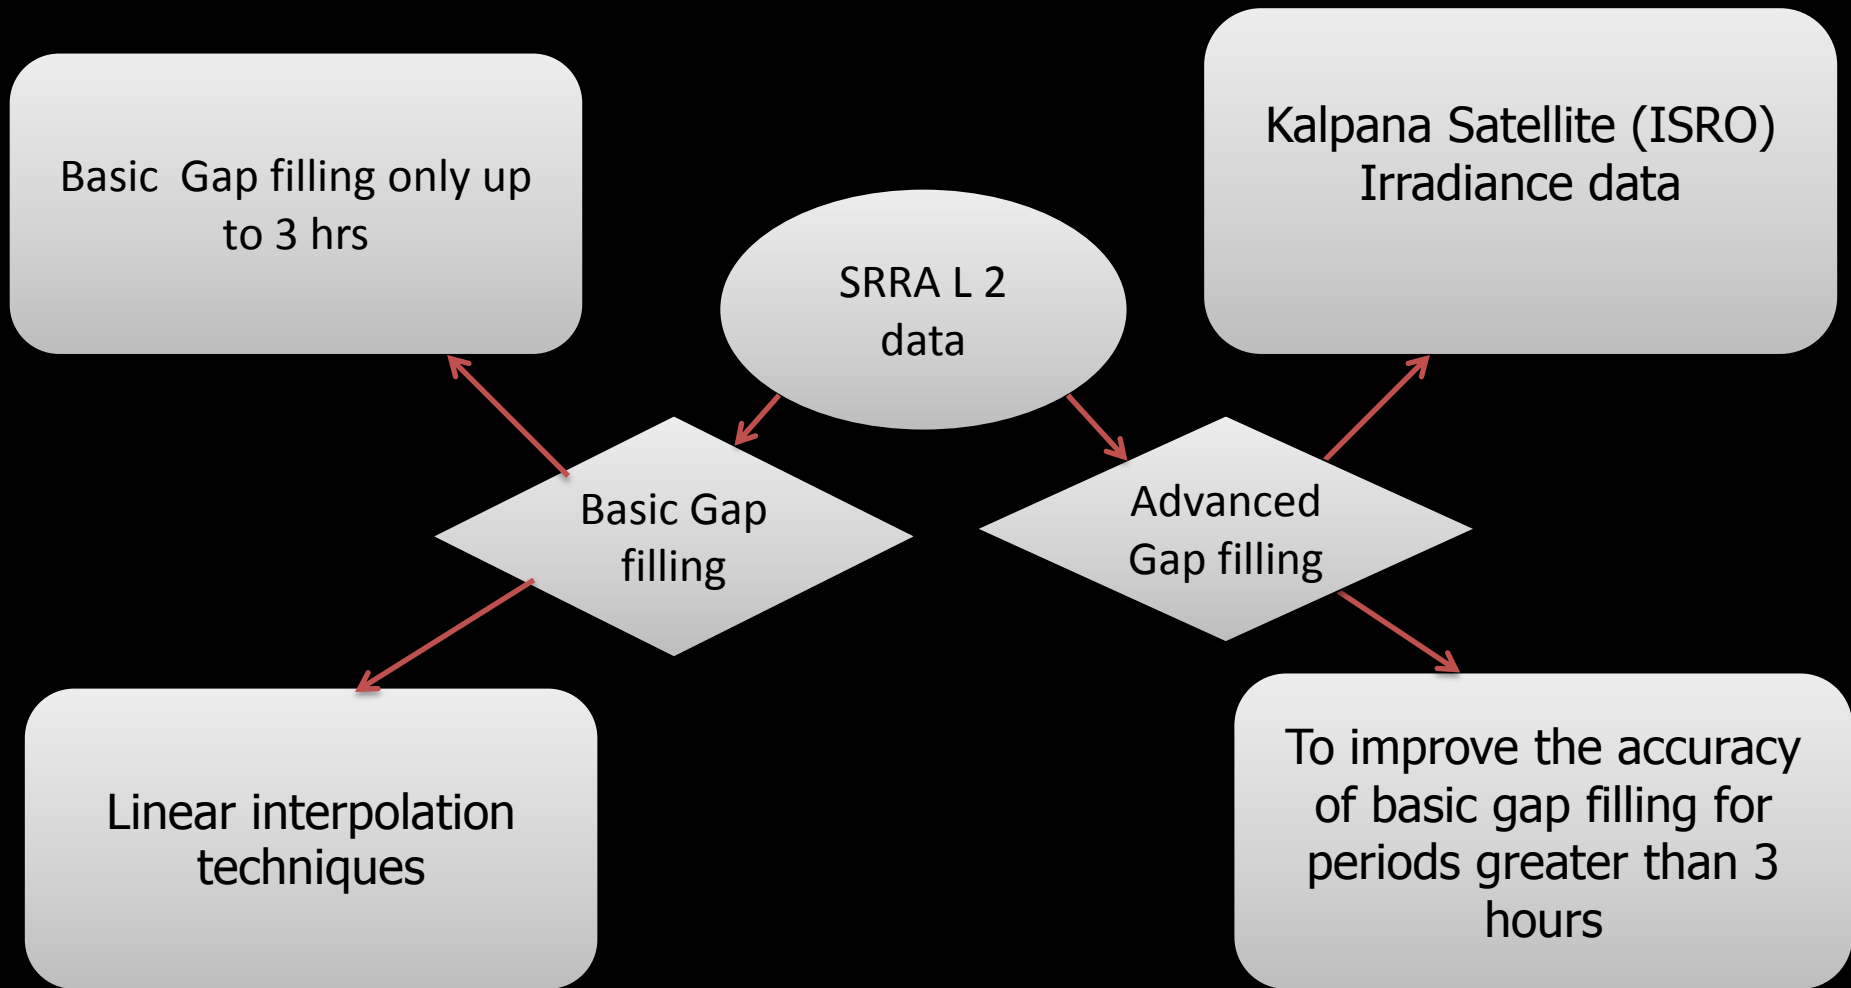 Basic  Gap filling only up
to 3 hrs
Kalpana Satellite (ISRO)
Irradiance data
SRRA L 2
data
Basic Gap
filling
Advanced
Gap filling
Linear interpolation
techniques
To improve the accuracy
of basic gap filling for
periods greater than 3
hours